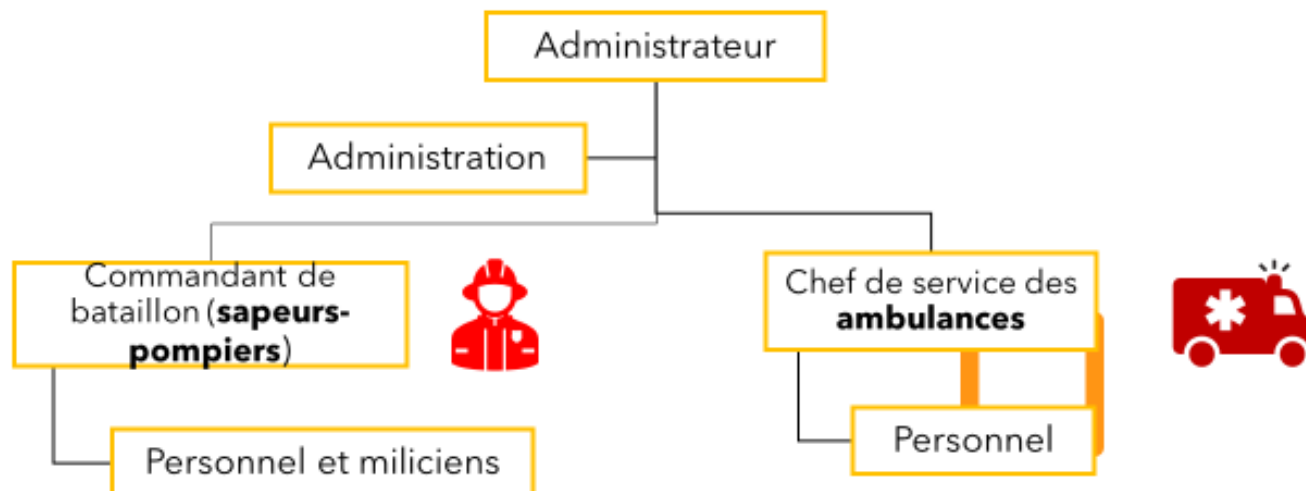 Administrateur
Administration
Commandant de
bataillon (sapeurs-
pompiers)
Chef de service des
ambulances
Personnel et miliciens
Personnel